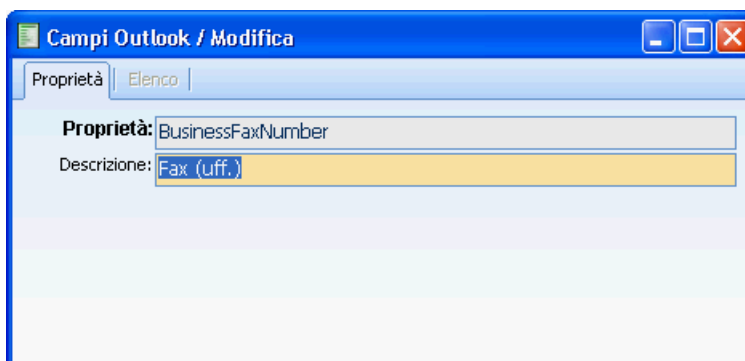 Campi Outlook / Modifica
Proprietà Elenco
Proprietà: BusinessFaxNumber
Descrizione: Fax (uff.)